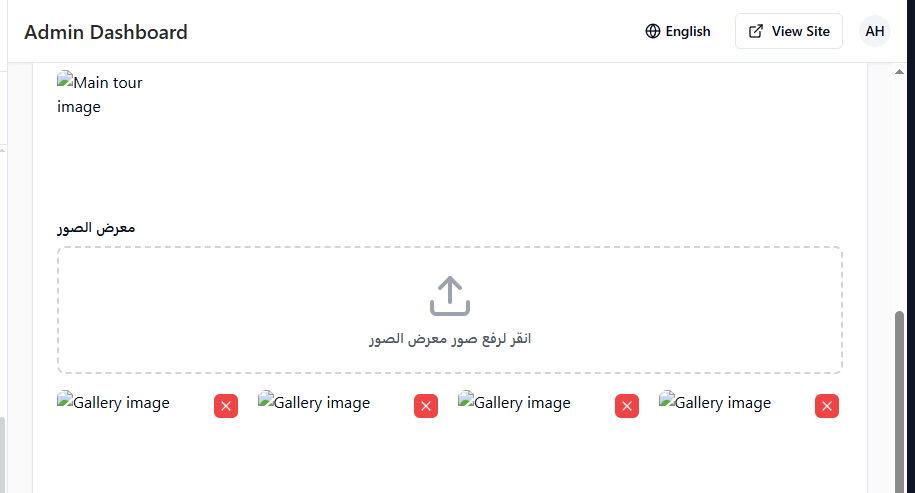 Admin Dashboard
English
View Site
AH
Main tour
image
معرض الصور
انقر لرفع صور معرض الصور
Gallery image
Gallery image
Gallery image
Gallery image